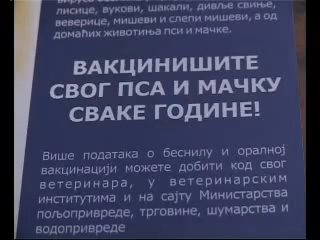 вируса
лисице, вукови, шакали, дивље свиње,
веверице, мишеви и слепи мишеви, а од
домаћих животиња пси и мачке.
ВАКЦИНИШИТЕ
СВОГ ПСА И МАЧКУ
СВАКЕ ГОДИНЕ!
Више података о беснилу и оралној
вакцинацији можете добити код свог
ветеринара, у ветеринарским
институтима и на сајту Министарства
пољопривреде, трговине, шумарства и
водопривреде